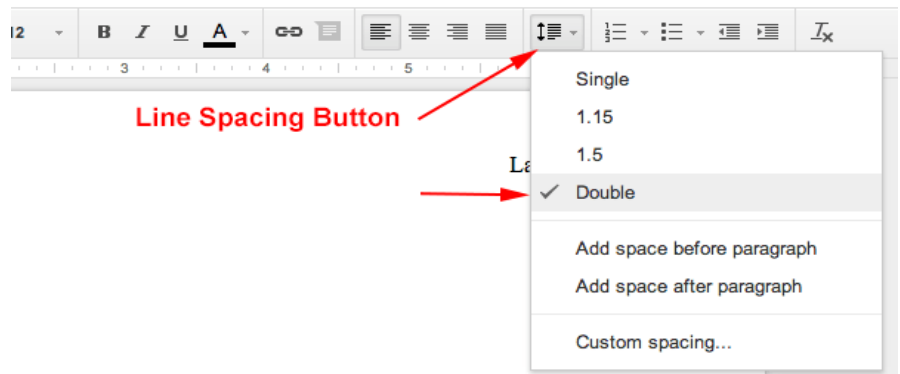 12 B I U A
3 4 5
Line Spacing Button
La
Single
1.15
1.5
Double
Add space before paragraph
Add space after paragraph
Custom spacing...